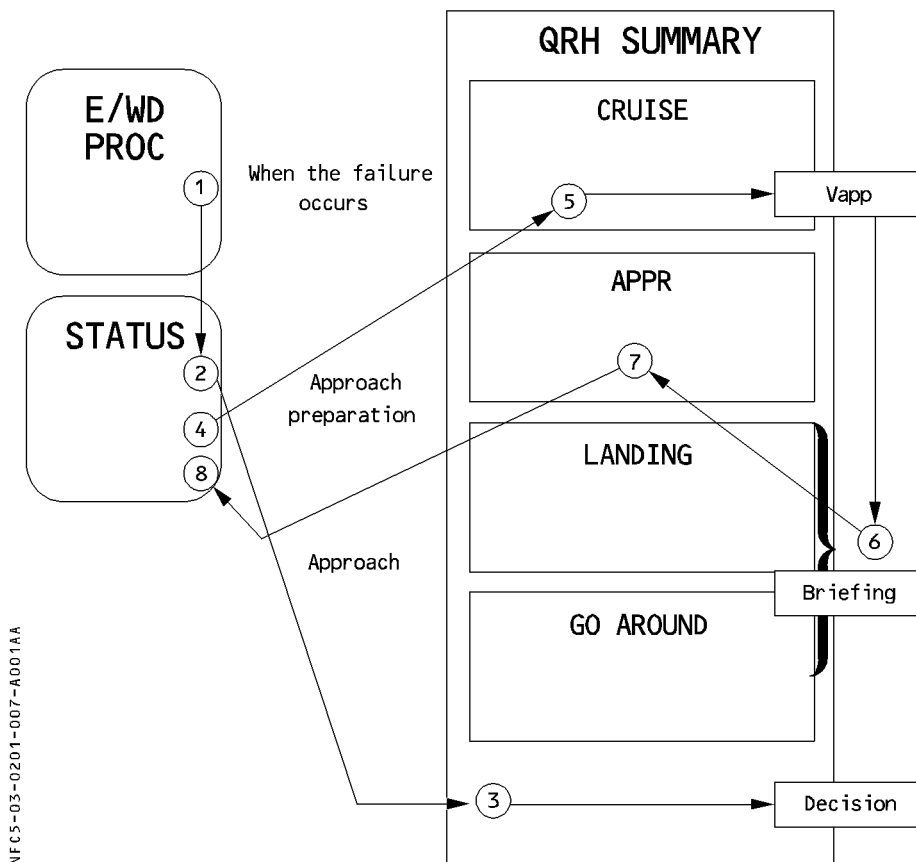 QRH SUMMARY
E/WD
PROC
1
When the failure
occurs
CRUISE
5
Vapp
STATUS
2
4
8
Approach
preparation
APPR
7
LANDING
6
Approach
Briefing
GO AROUND
3
Decision
NFC5-03-0201-007-A001AA